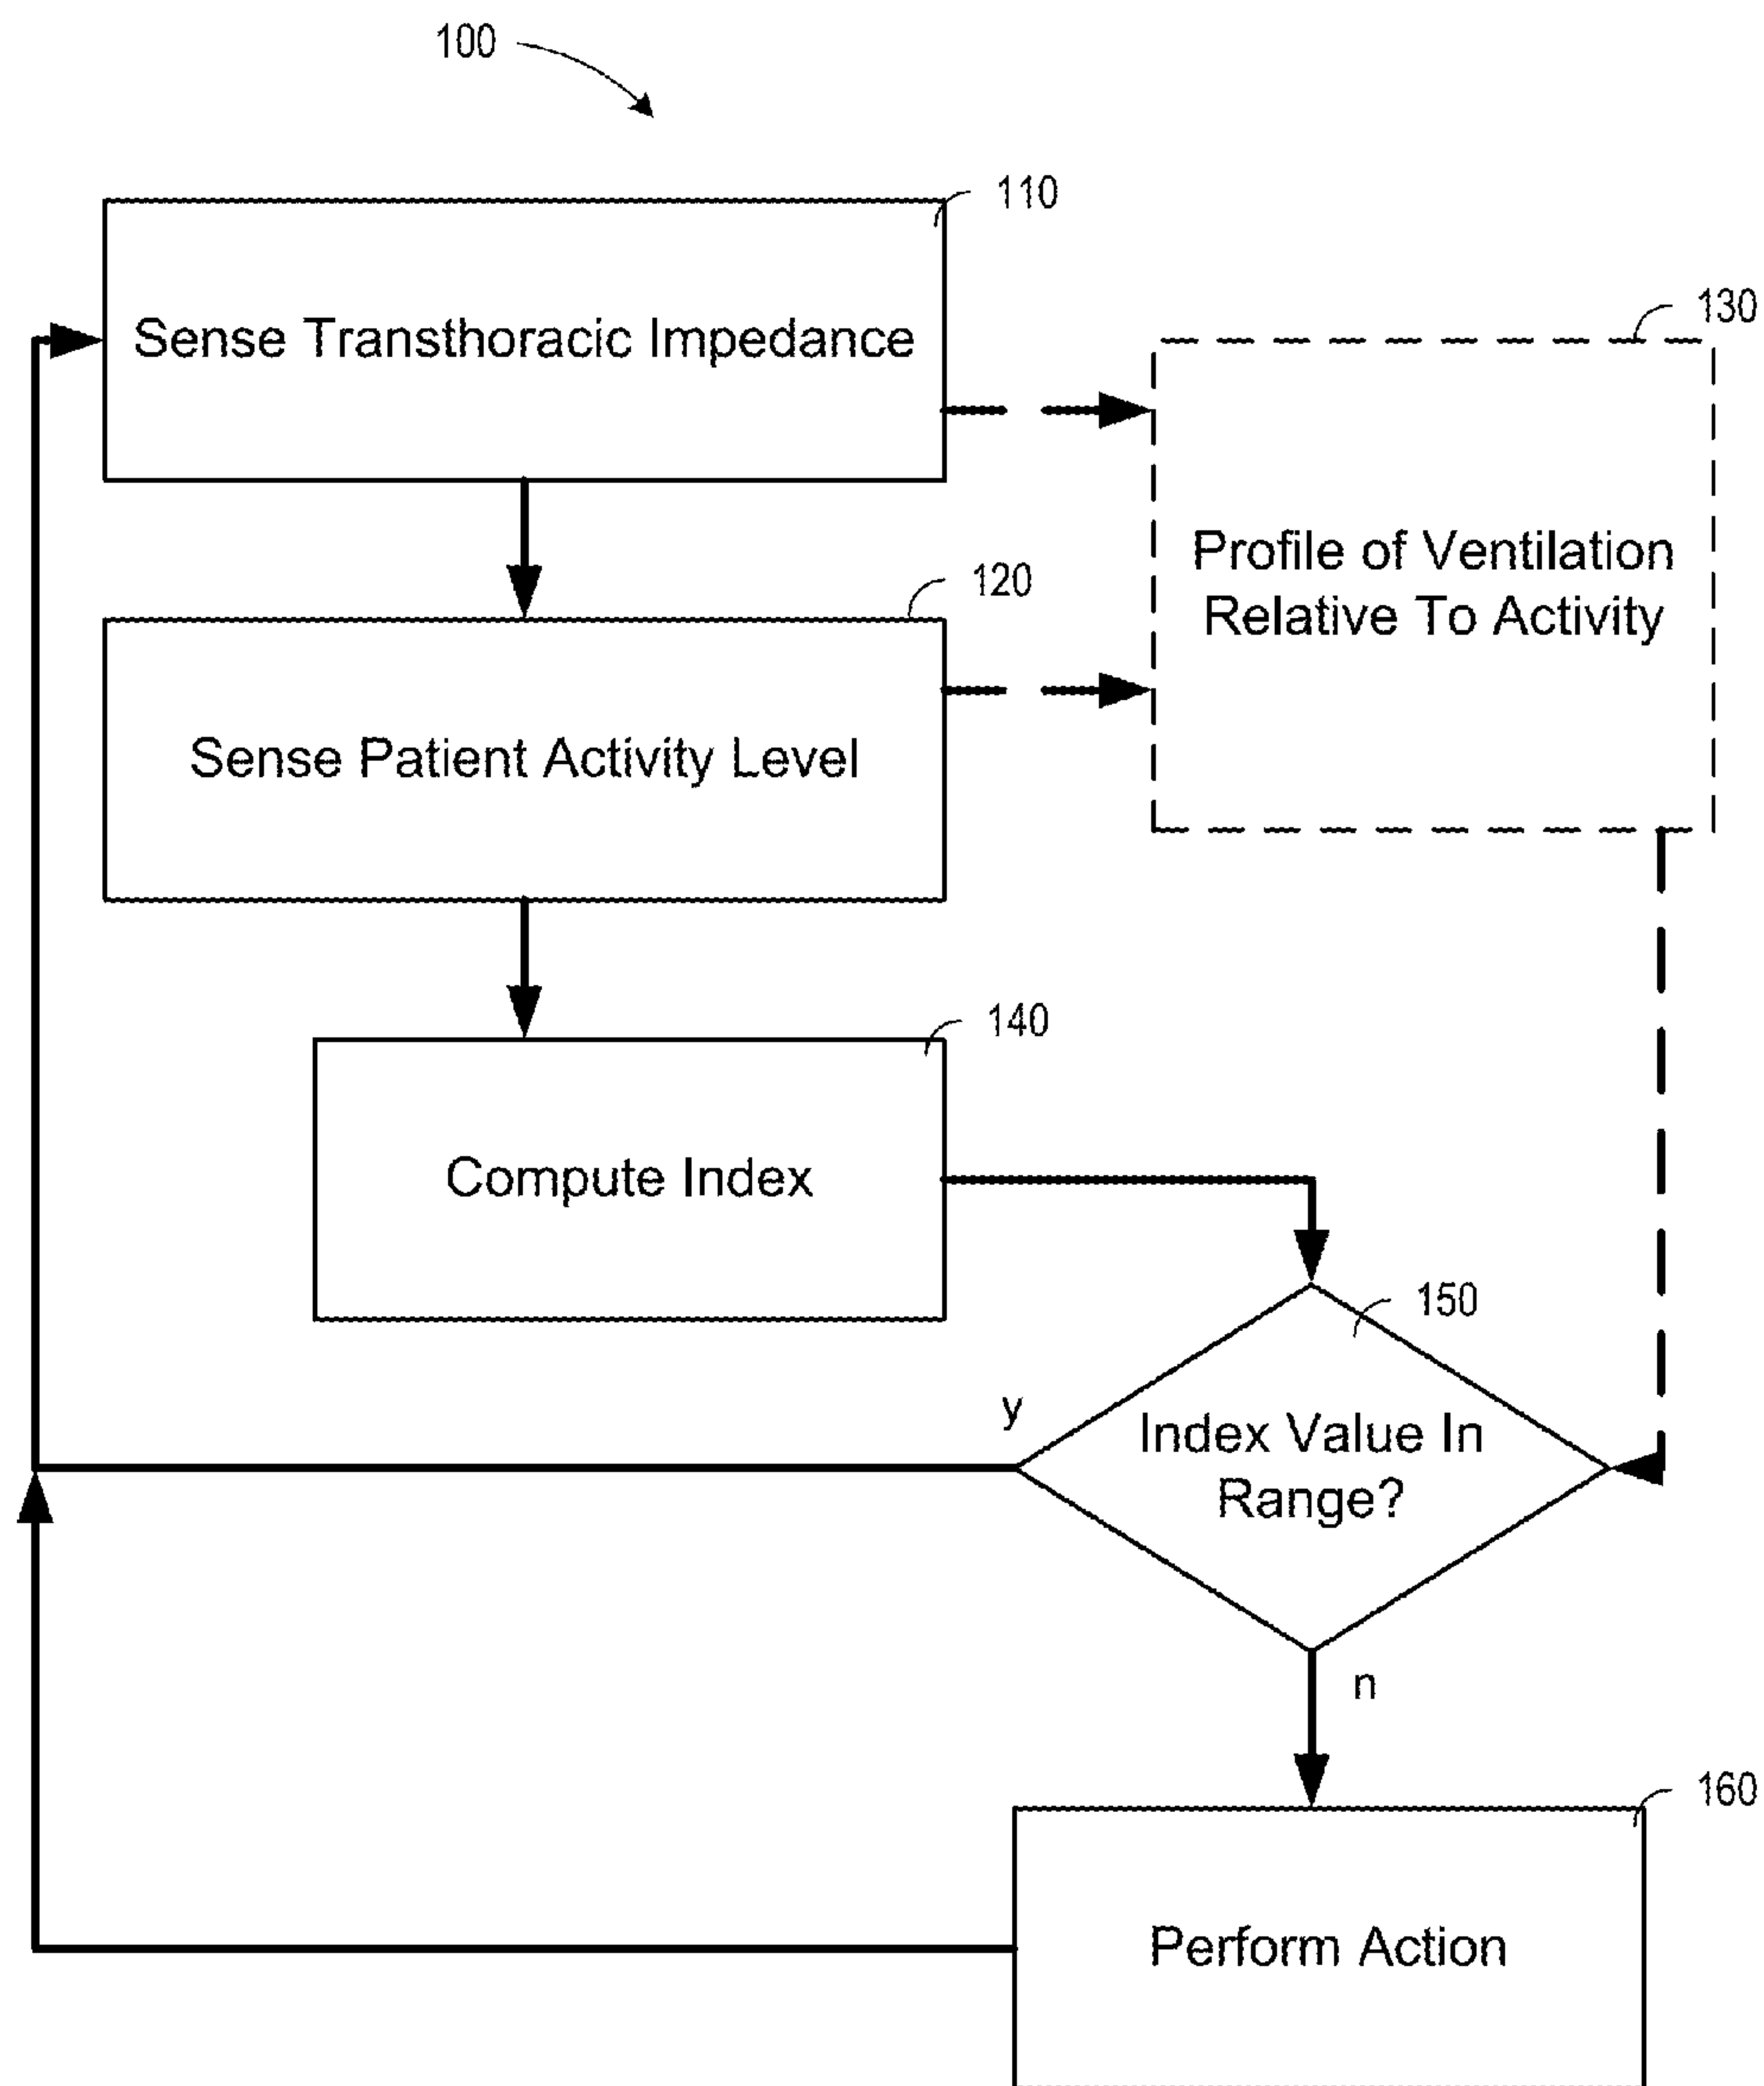 100
110
Sense Transthoracic Impedance
130
Profile of Ventilation
Relative To Activity
120
Sense Patient Activity Level
140
Compute Index
150
y
Index Value In
Range?
n
160
Perform Action